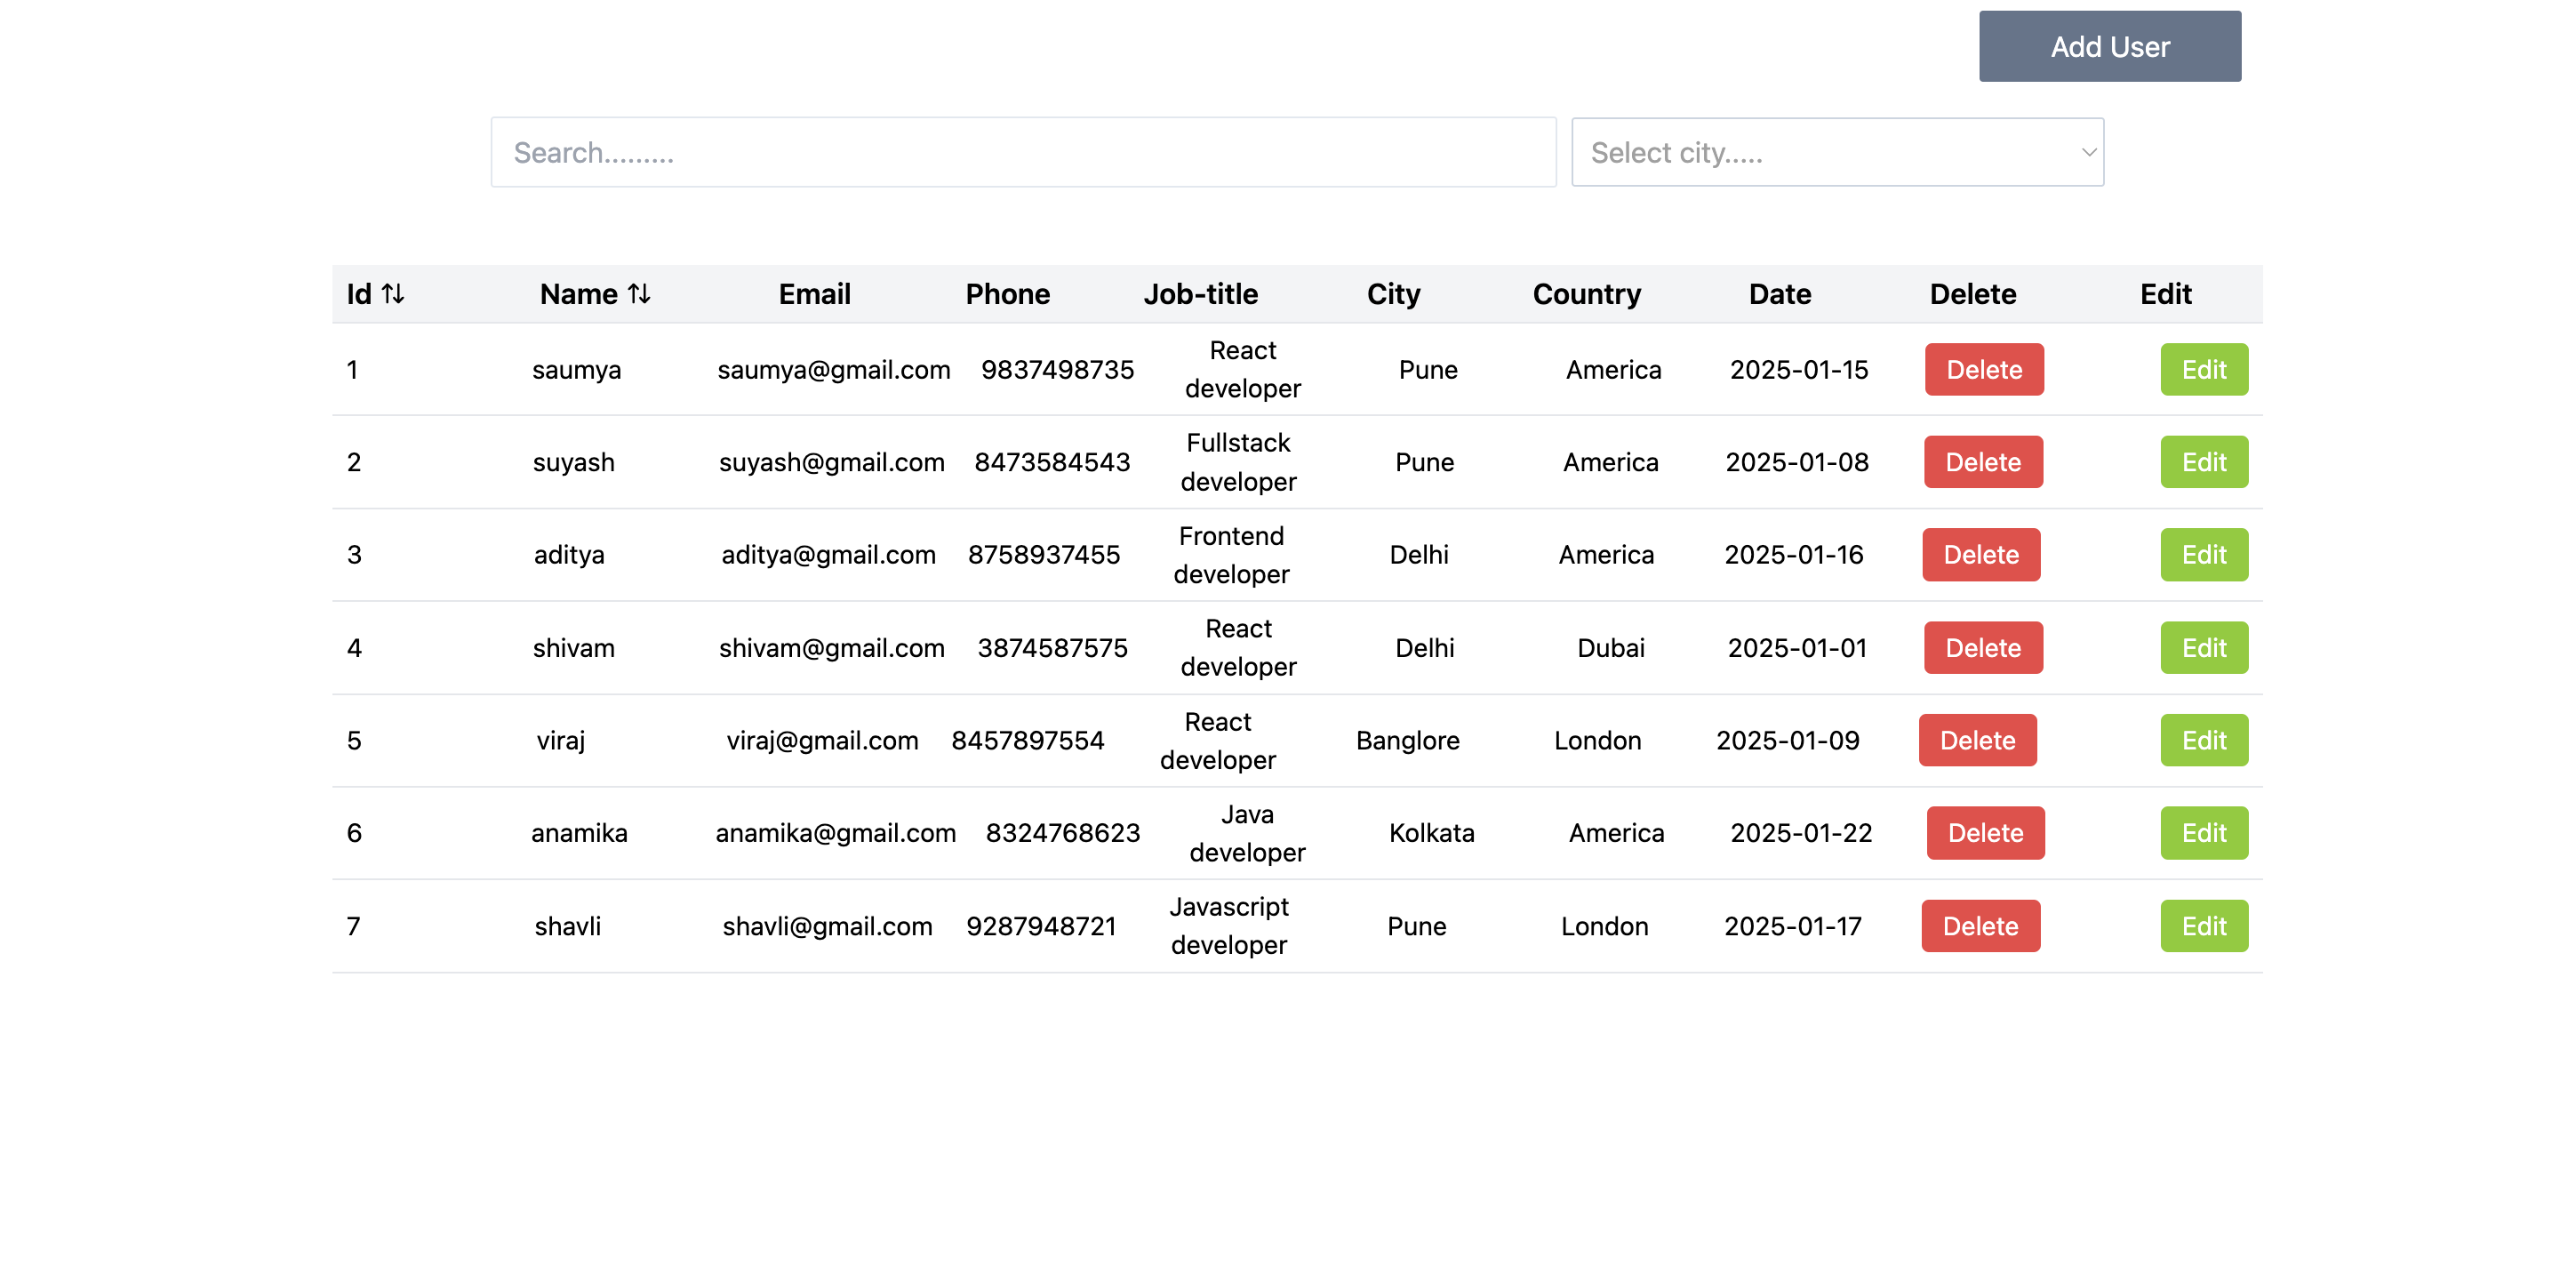 Add User
Search.........
Select city.....
Id Name Email Phone Job-title City Country Date Delete Edit
1 saumya saumya@gmail.com 9837498735 React developer Pune America 2025-01-15 Delete Edit
2 suyash suyash@gmail.com 8473584543 Fullstack developer Pune America 2025-01-08 Delete Edit
3 aditya aditya@gmail.com 8758937455 Frontend developer Delhi America 2025-01-16 Delete Edit
4 shivam shivam@gmail.com 3874587575 React developer Delhi Dubai 2025-01-01 Delete Edit
5 viraj viraj@gmail.com 8457897554 React developer Banglore London 2025-01-09 Delete Edit
6 anamika anamika@gmail.com 8324768623 Java developer Kolkata America 2025-01-22 Delete Edit
7 shavli shavli@gmail.com 9287948721 Javascript developer Pune London 2025-01-17 Delete Edit